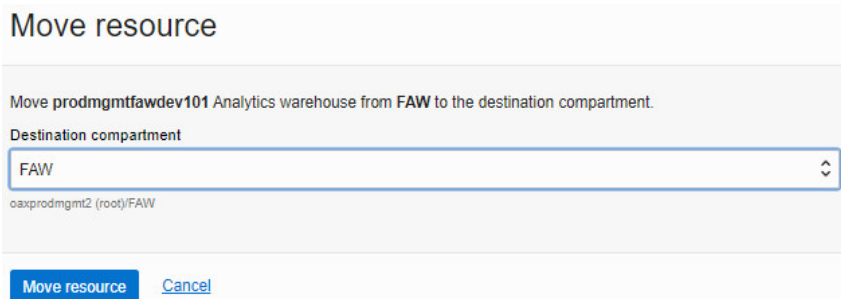 Move resource
Move prodmgmtfawdev101 Analytics warehouse from FAW to the destination compartment.
Destination compartment
FAW
oaxprodmgmt2 (root)/FAW
Move resource Cancel